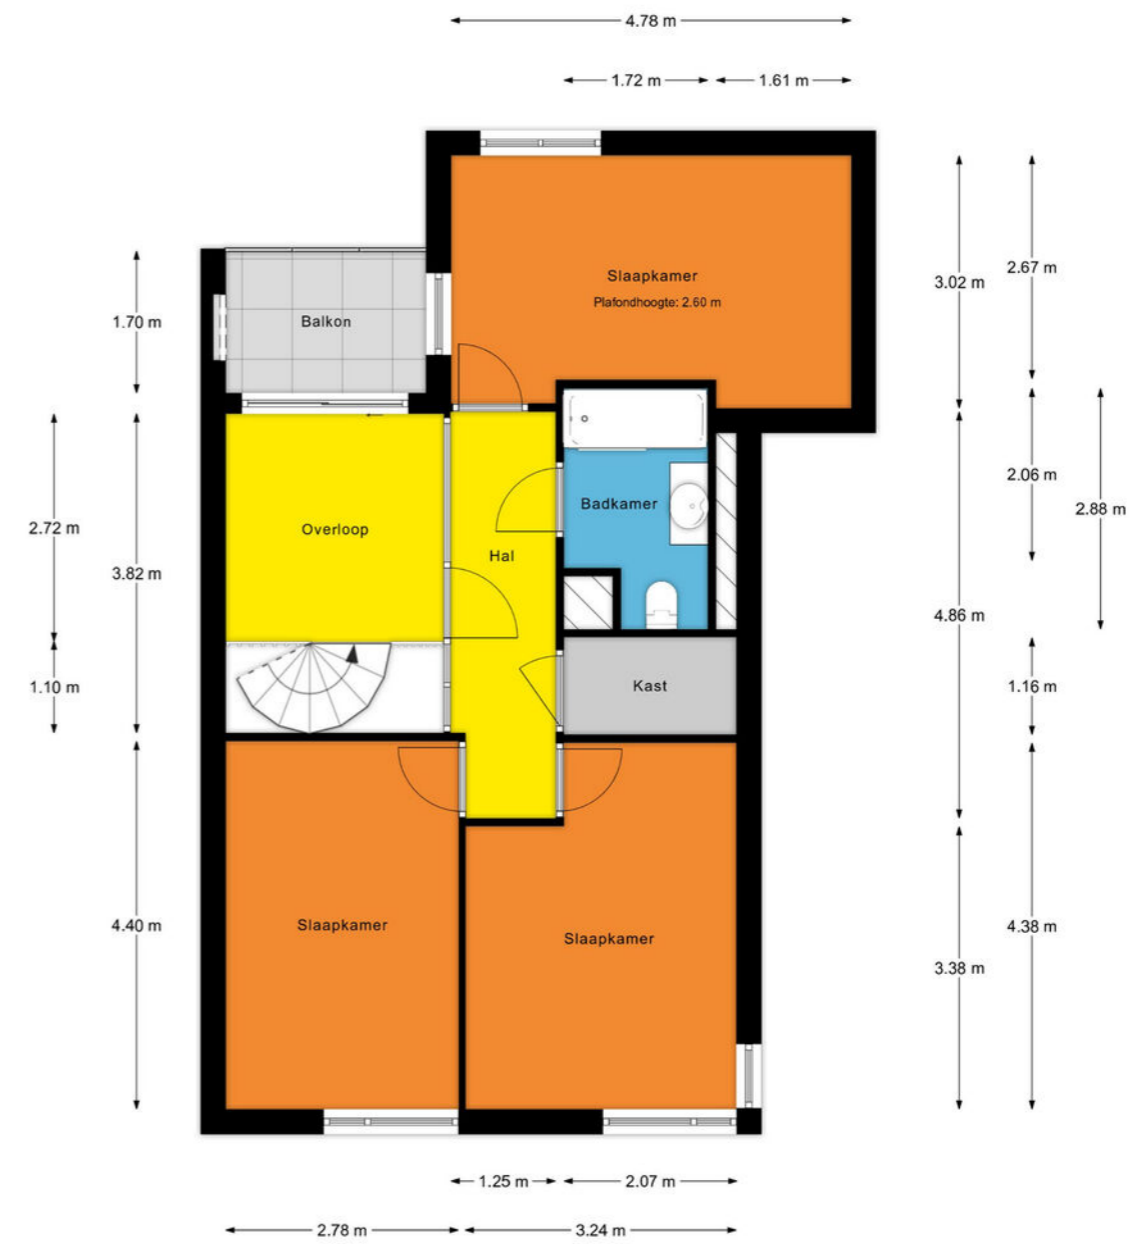 4.78 m
1.72 m
1.61 m
2.67 m
Slaapkamer
3.02 m
Plafondhoogte: 2.60 m
1.70 m
Balkon
2.06 m
Badkamer
2.88 m
2.72 m
Overloop
Hal
3.82 m
4.86 m
1.10 m
Kast
1.16 m
4.40 m
Slaapkamer
Slaapkamer
4.38 m
3.38 m
1.25 m
2.07 m
2.78 m
3.24 m